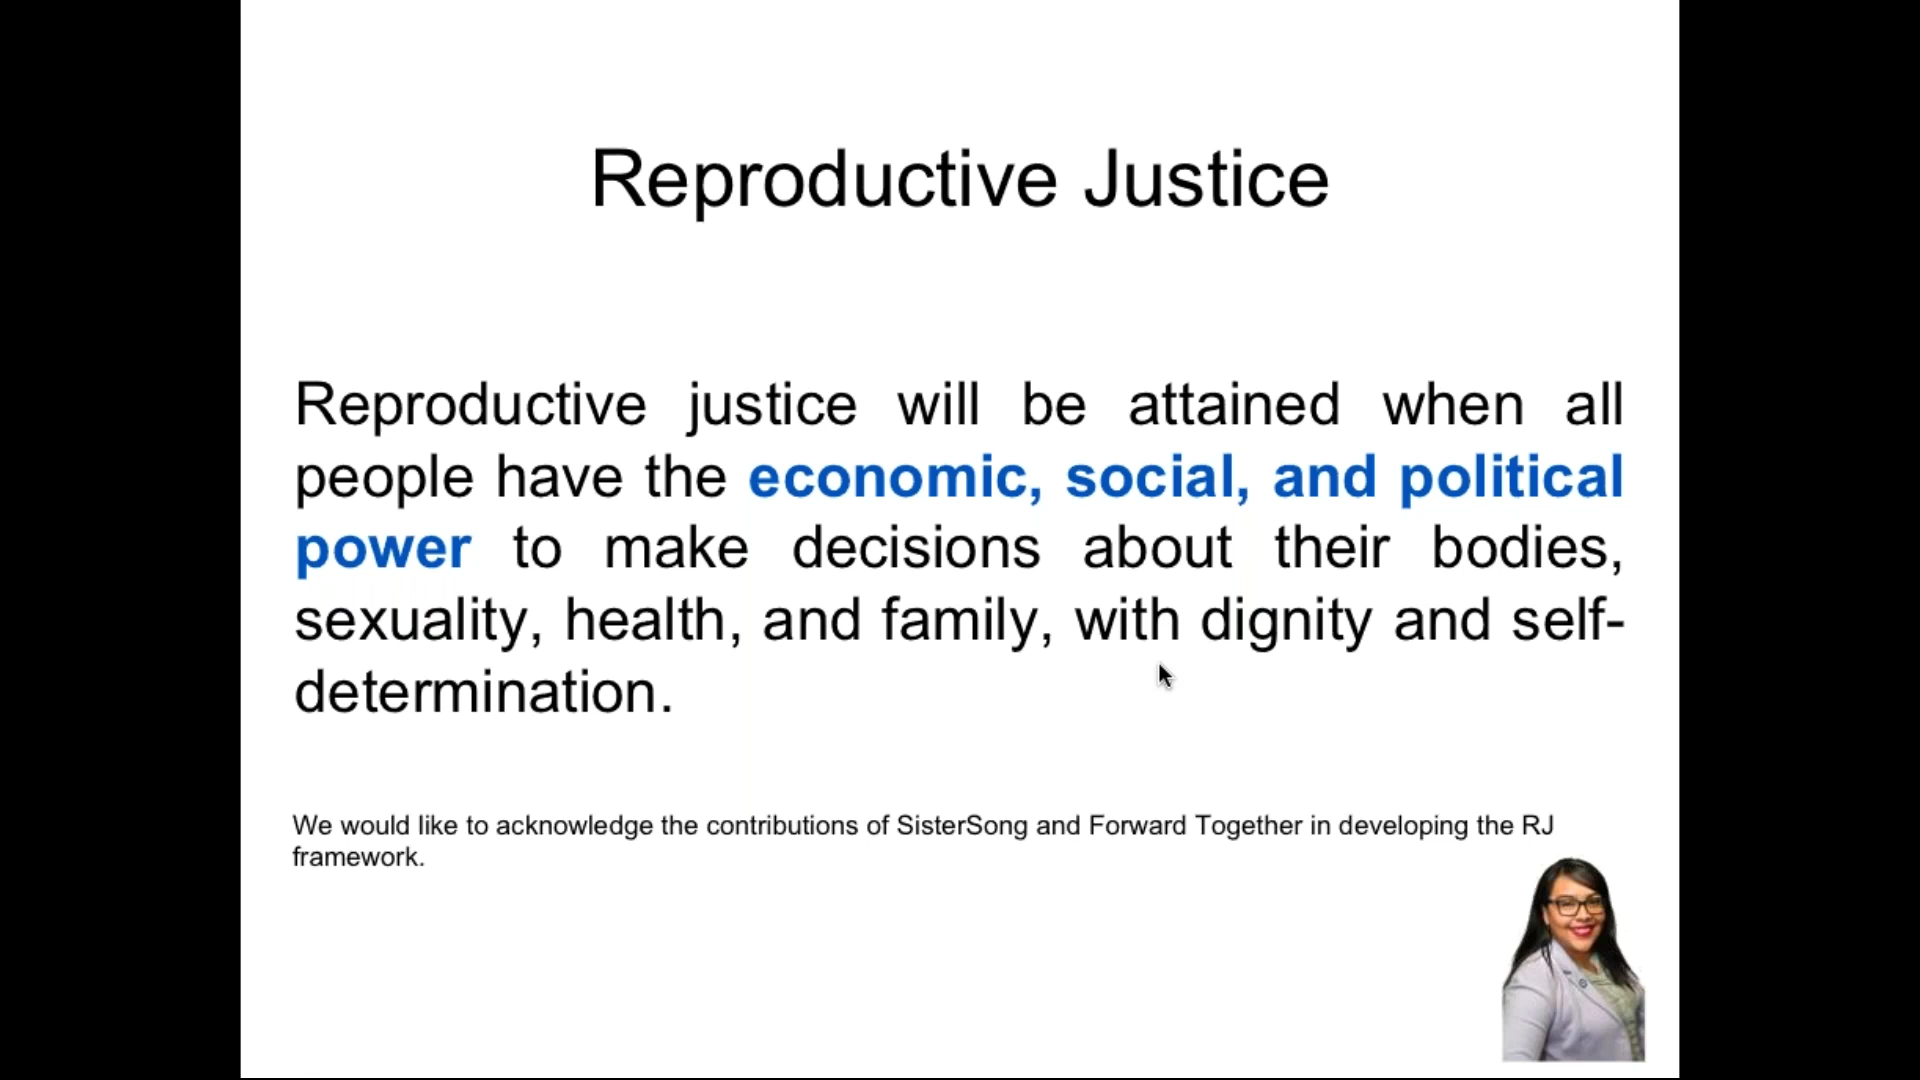 Reproductive Justice
Reproductive justice will be attained when all
people have the economic, social, and political
power to make decisions about their bodies,
sexuality, health, and family, with dignity and self-
determination.
We would like to acknowledge the contributions of SisterSong and Forward Together in developing the RJ
framework.